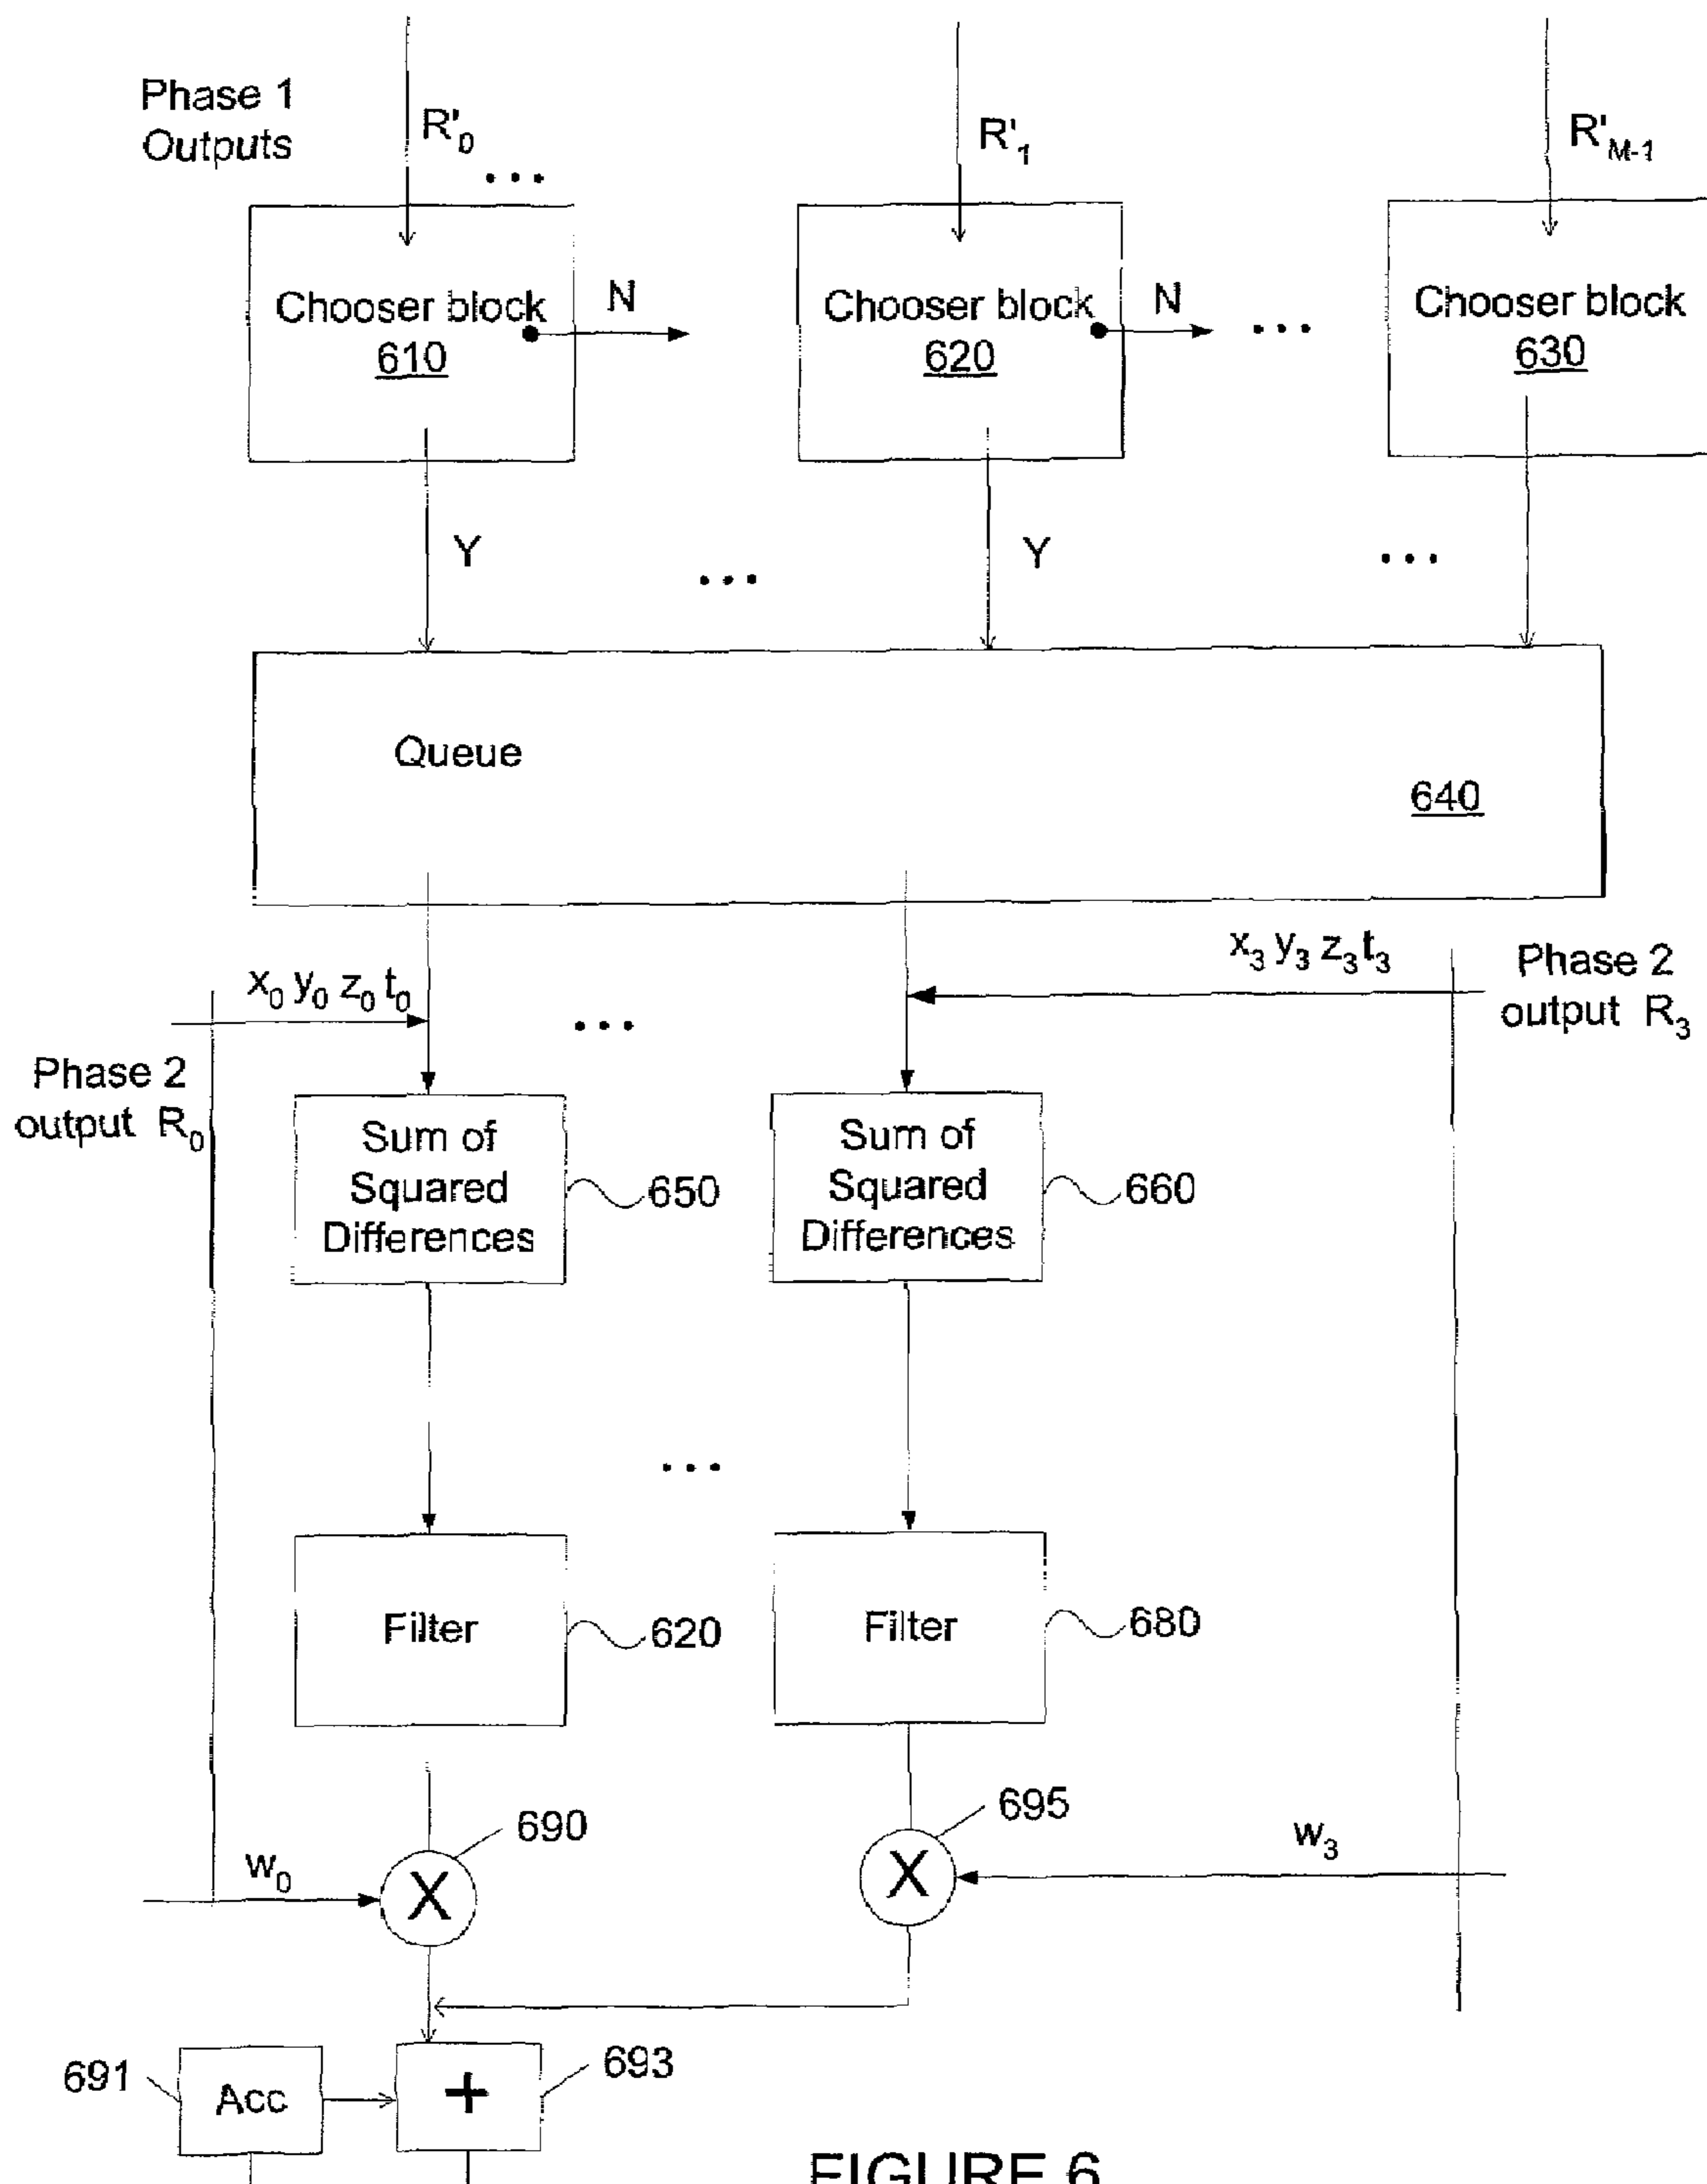 Phase 1
Outputs
R'0
R'1
R'M-1
...
Chooser block
610
N
Chooser block
620
N
...
Chooser block
630
Y
...
Y
...
Queue
640
x0 y0 z0 t0
...
x3 y3 z3 t3
Phase 2
output R3
Phase 2
output R0
Sum of
Squared
Differences
650
Sum of
Squared
Differences
660
...
Filter
620
Filter
680
690
695
w0
X
X
w3
691
Acc
+
693
FIGURE 6